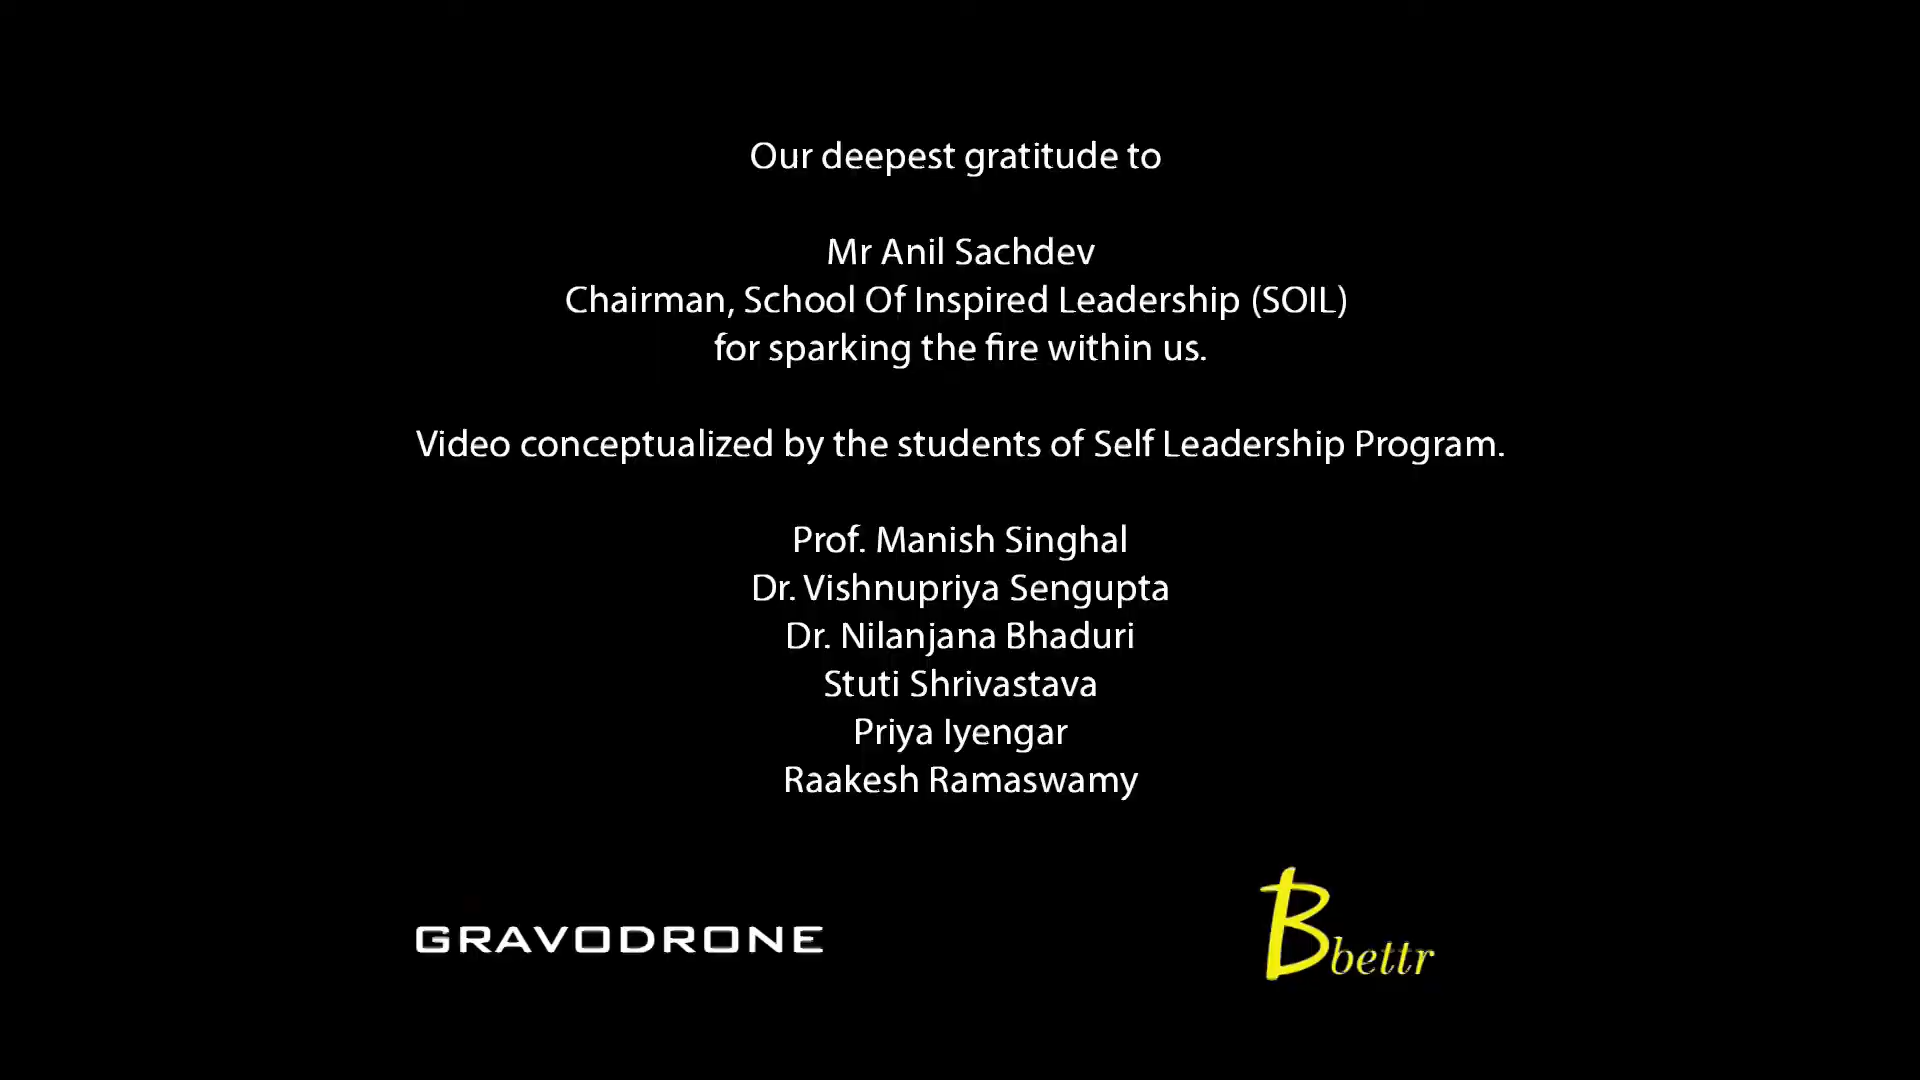 Our deepest gratitude to
Mr Anil Sachdev
Chairman, School Of Inspired Leadership (SOIL)
for sparking the fire within us.
Video conceptualized by the students of Self Leadership Program.
Prof. Manish Singhal
Dr. Vishnupriya Sengupta
Dr. Nilanjana Bhaduri
Stuti Shrivastava
Priya Iyengar
Raakesh Ramaswamy
GRAVODRONE
Bbettr